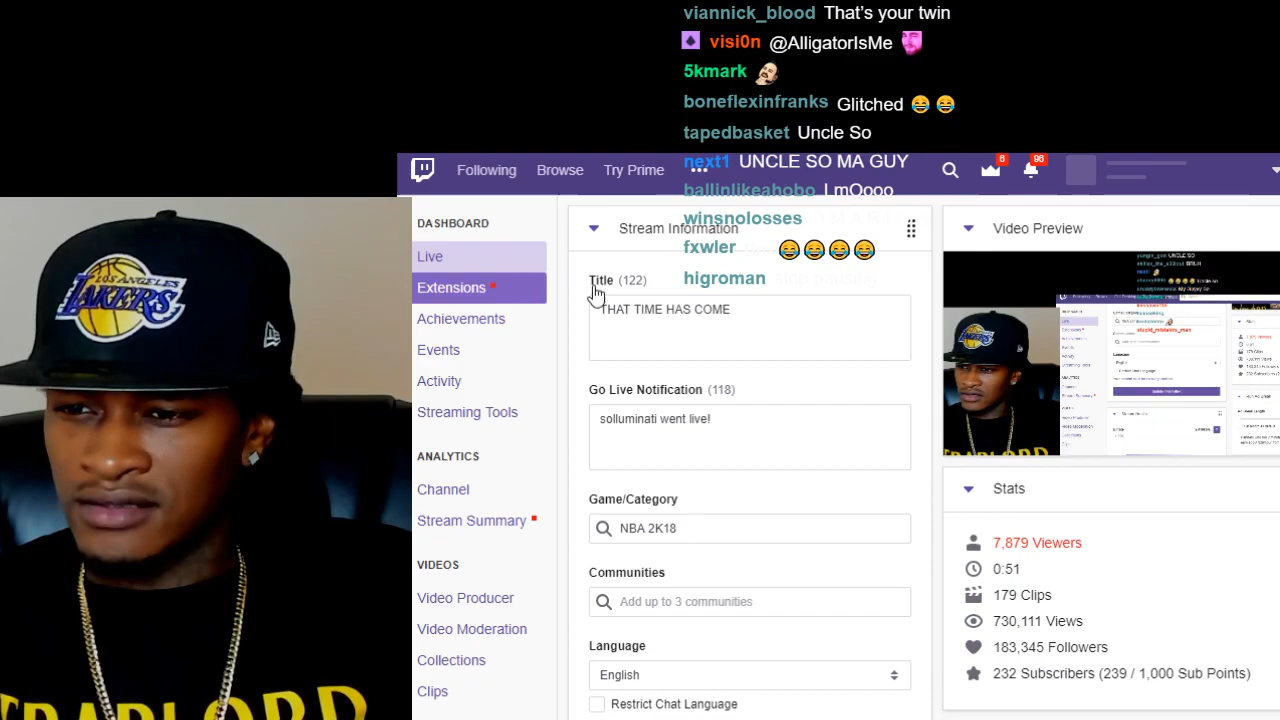 viannick_blood That's your twin
visi0n @AlligatorIsMe
5kmark
boneflexinfranks Glitched
tapedbasket Uncle So
next1 UNCLE SO MA GUY
ballinlikeahobo LmOooo
winsnolosses
fxwler
higroman
Following Browse Try Prime
6
96
LOS ANGELES
LAKERS
DASHBOARD
Live
Extensions
Achievements
Events
Activity
Streaming Tools
ANALYTICS
Channel
Stream Summary
VIDEOS
Video Producer
Video Moderation
Collections
Clips
Stream Information
Title (122)
THAT TIME HAS COME
Go Live Notification (118)
solluminati went live!
Game/Category
NBA 2K18
Communities
Add up to 3 communities
Language
English
Restrict Chat Language
Video Preview
Stats
7,879 Viewers
0:51
179 Clips
730,111 Views
183,345 Followers
232 Subscribers (239 / 1,000 Sub Points)